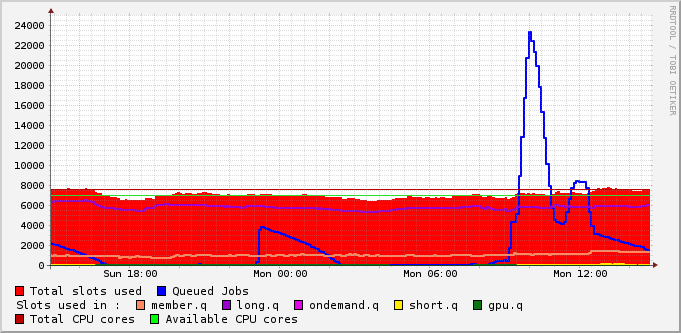 24000
22000
20000
18000
16000
14000
12000
10000
8000
6000
4000
2000
0
Sun 18:00 Mon 00:00 Mon 06:00 Mon 12:00
Total slots used Queued Jobs
Slots used in : member.q long.q ondemand.q short.q gpu.q
Total CPU cores Available CPU cores
RRDTOOL / TOBI OETIKER